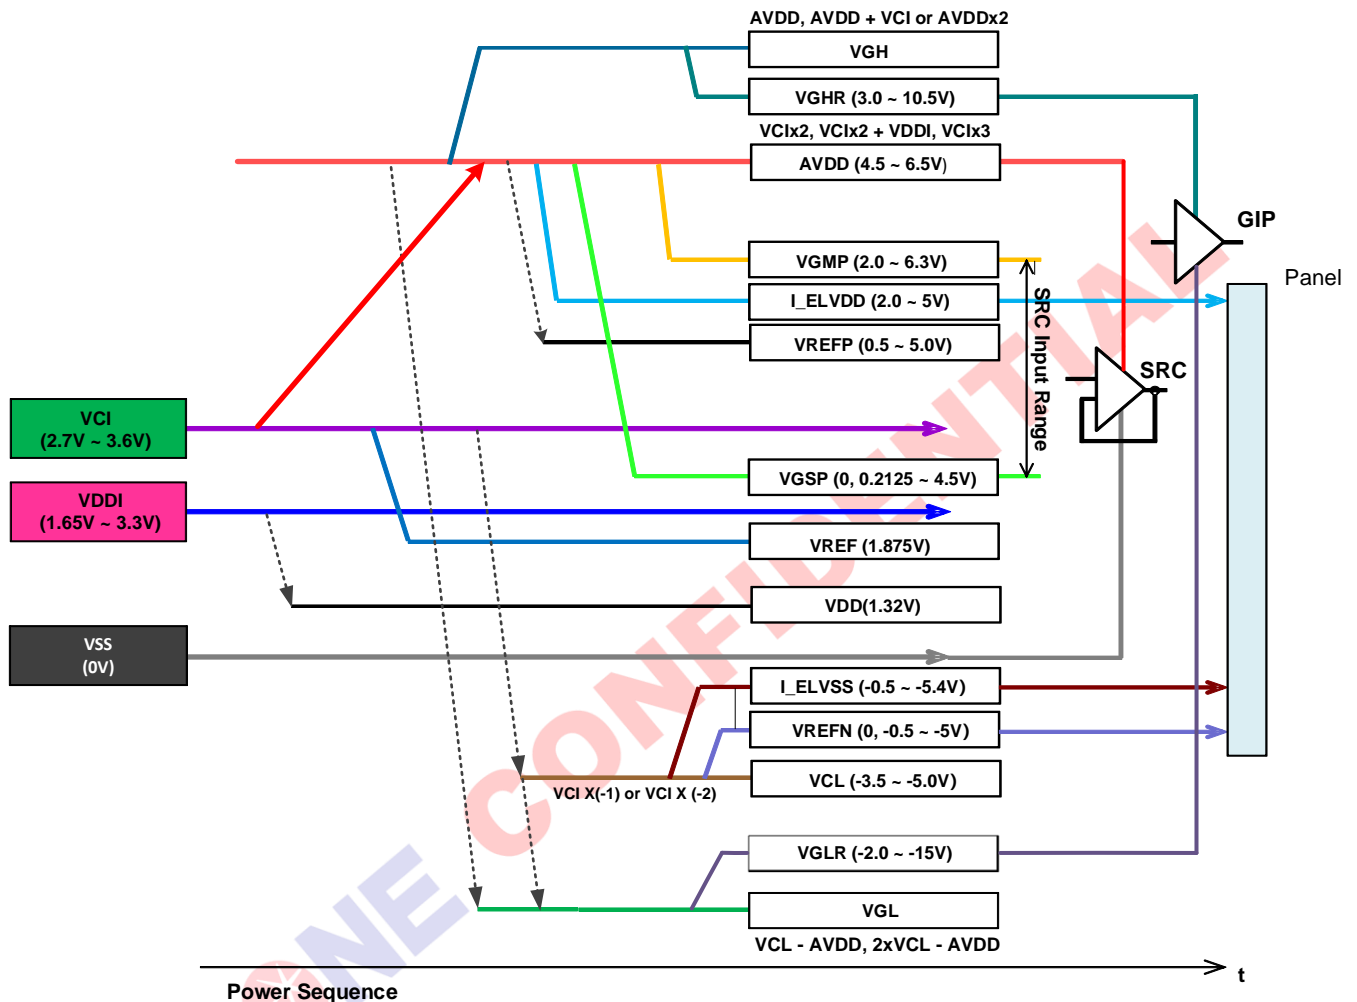 AVDD, AVDD + VCI or AVDDx2
VGH
VGHR (3.0 ~ 10.5V)
VCIx2, VCIx2 + VDDI, VCIx3
AVDD (4.5 ~ 6.5V)
GIP
Panel
VGMP (2.0 ~ 6.3V)
I_ELVDD (2.0 ~ 5V)
VREFP (0.5 ~ 5.0V)
SRC Input Range
SRC
VCI
(2.7V ~ 3.6V)
VGSP (0, 0.2125 ~ 4.5V)
VDDI
(1.65V ~ 3.3V)
VREF (1.875V)
VDD(1.32V)
VSS
(0V)
I_ELVSS (-0.5 ~ -5.4V)
VREFN (0, -0.5 ~ -5V)
VCL (-3.5 ~ -5.0V)
VCI X(-1) or VCI X (-2)
VGLR (-2.0 ~ -15V)
VGL
VCL - AVDD, 2xVCL - AVDD
t
Power Sequence
ONE CONFIDENTIAL